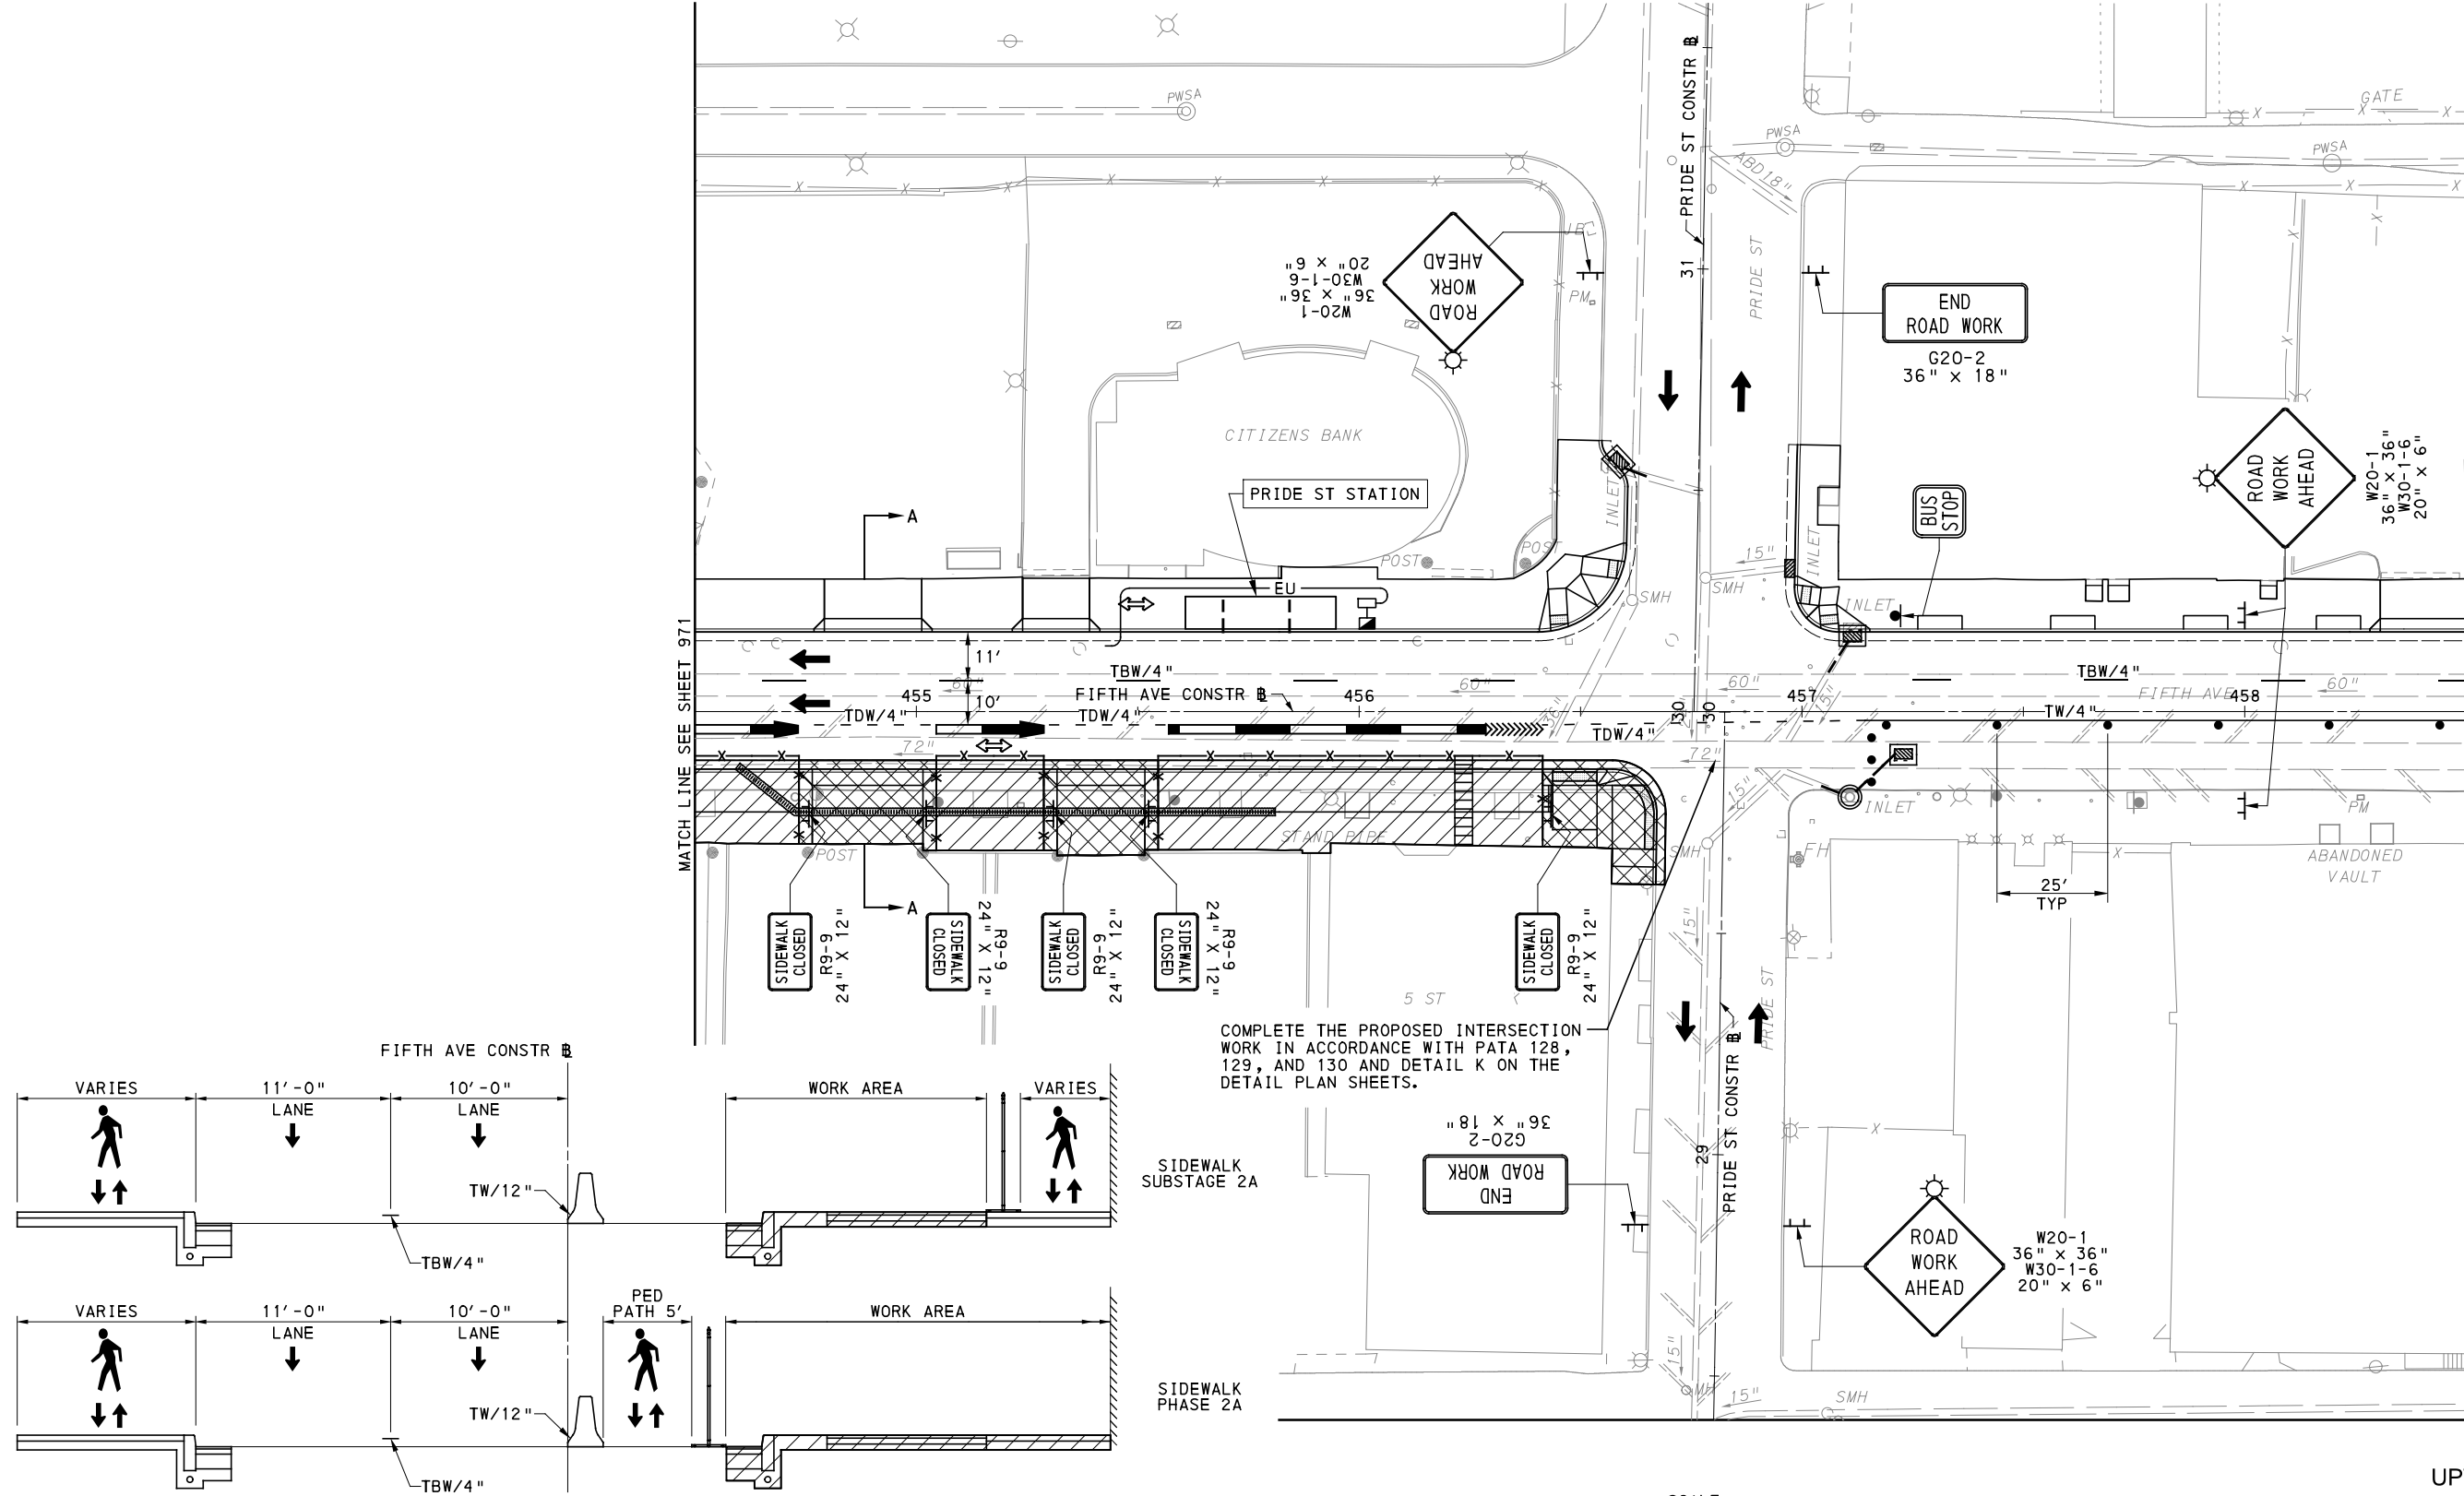 PWSA
PRIDE ST CONSTR BL
31
PRIDE ST
PWSA
ABD18"
GATE
PWSA
JB
PM
ROAD
WORK
AHEAD
W20-1
36" X 36"
W30-1-6
20" X 6"
END
ROAD WORK
G20-2
36" X 18"
CITIZENS BANK
PRIDE ST STATION
A
POST
POST
INLET
SMH
15"
SMH
INLET
INLET
BUS
STOP
ROAD
WORK
AHEAD
W20-1
36" X 36"
W30-1-6
20" X 6"
EU
MATCH LINE SEE SHEET 971
11'
10'
TBW/4"
60"
455
FIFTH AVE CONSTR BL
456
60"
TDW/4"
TDW/4"
72"
36"
TDW/4"
30
30
60"
457
15"
TBW/4"
FIFTH AVE
458
60"
TW/4"
72"
15"
INLET
STAND PIPE
POST
SMH
FH
PM
ABANDONED
VAULT
25'
TYP
A
SIDEWALK
CLOSED
R9-9
24" X 12"
SIDEWALK
CLOSED
R9-9
24" X 12"
SIDEWALK
CLOSED
R9-9
24" X 12"
SIDEWALK
CLOSED
R9-9
24" X 12"
SIDEWALK
CLOSED
R9-9
24" X 12"
15"
5 ST
PRIDE ST
COMPLETE THE PROPOSED INTERSECTION
WORK IN ACCORDANCE WITH PATA 128,
129, AND 130 AND DETAIL K ON THE
DETAIL PLAN SHEETS.
PRIDE ST CONSTR BL
29
END
ROAD WORK
G20-2
36" X 18"
ROAD
WORK
AHEAD
W20-1
36" X 36"
W30-1-6
20" X 6"
15"
MH
15"
SMH
FIFTH AVE CONSTR BL
VARIES
11'-0"
LANE
10'-0"
LANE
WORK AREA
VARIES
TW/12"
TBW/4"
SIDEWALK
SUBSTAGE 2A
VARIES
11'-0"
LANE
10'-0"
LANE
PED
PATH 5'
WORK AREA
TW/12"
TBW/4"
SIDEWALK
PHASE 2A
UP